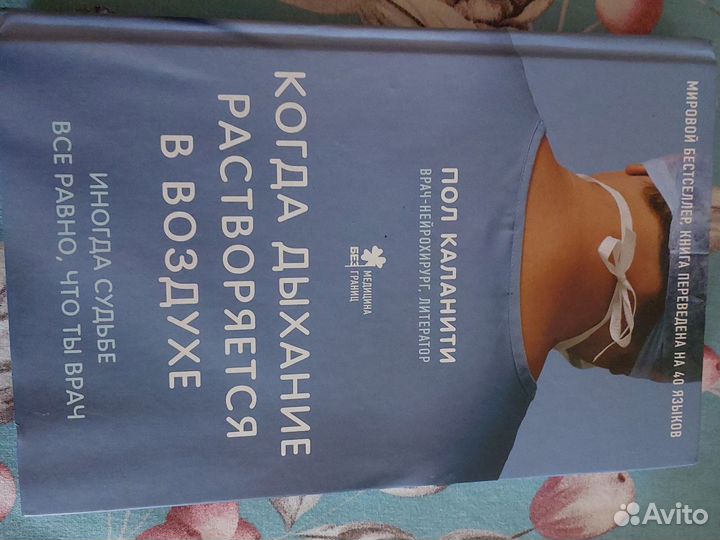 МИРОВОЙ БЕСТСЕЛЛЕР, КНИГА ПЕРЕВЕДЕНА НА 40 ЯЗЫКОВ
ПОЛ КАЛАНИТИ
ВРАЧ-НЕЙРОХИРУРГ, ЛИТЕРАТОР
МЕДИЦИНА
БЕЗ ГРАНИЦ
КОГДА ДЫХАНИЕ
РАСТВОРЯЕТСЯ
В ВОЗДУХЕ
ИНОГДА СУДЬБЕ
ВСЕ РАВНО, ЧТО ТЫ ВРАЧ
Avito